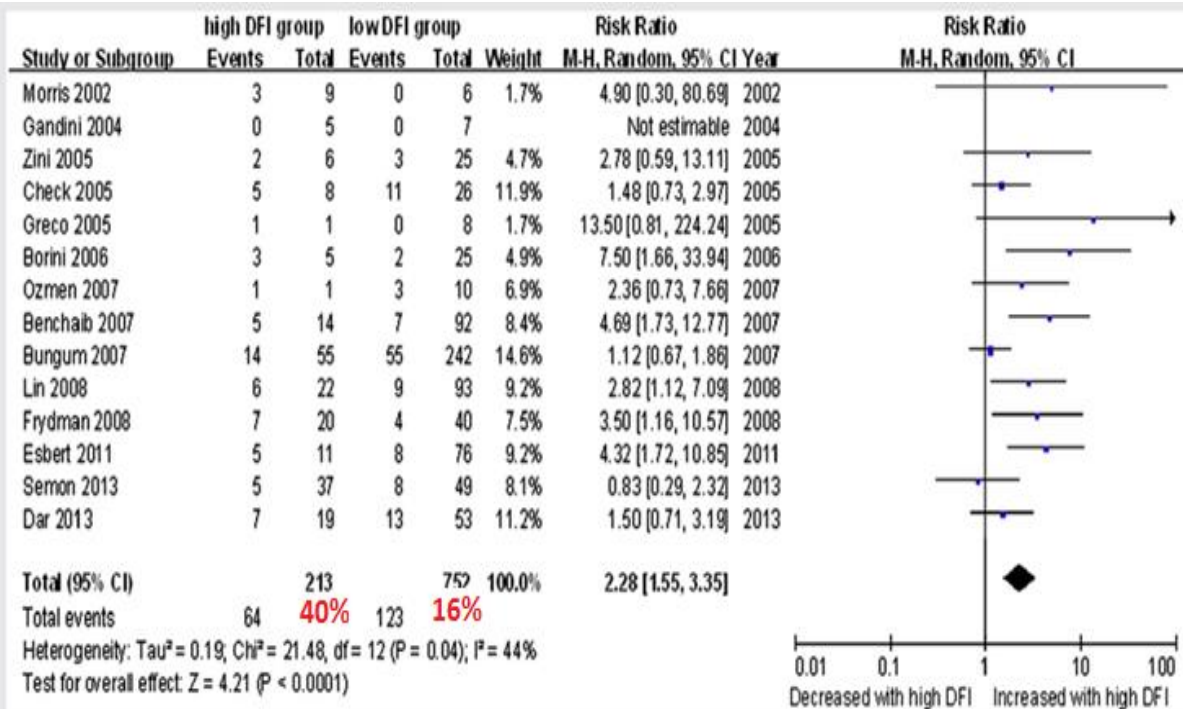 high DFI group low DFI group Risk Ratio Risk Ratio
Study or Subgroup Events Total Events Total Weight M-H, Random, 95% CI Year M-H, Random, 95% CI
Morris 2002 3 9 0 6 1.7% 4.90 [0.30, 80.69] 2002
Gandini 2004 0 5 0 7 Not estimable 2004
Zini 2005 2 6 3 25 4.7% 2.78 [0.59, 13.11] 2005
Check 2005 5 8 11 26 11.9% 1.48 [0.73, 2.97] 2005
Greco 2005 1 1 0 8 1.7% 13.50 [0.81, 224.24] 2005
Borini 2006 3 5 2 25 4.9% 7.50 [1.66, 33.94] 2006
Ozmen 2007 1 1 3 10 6.9% 2.36 [0.73, 7.66] 2007
Benchaib 2007 5 14 7 92 8.4% 4.69 [1.73, 12.77] 2007
Bungum 2007 14 55 55 242 14.6% 1.12 [0.67, 1.86] 2007
Lin 2008 6 22 9 93 9.2% 2.82 [1.12, 7.09] 2008
Frydman 2008 7 20 4 40 7.5% 3.50 [1.16, 10.57] 2008
Esbert 2011 5 11 8 76 9.2% 4.32 [1.72, 10.85] 2011
Semon 2013 5 37 8 49 8.1% 0.83 [0.29, 2.32] 2013
Dar 2013 7 19 13 53 11.2% 1.50 [0.71, 3.19] 2013
Total (95% CI) 213 752 100.0% 2.28 [1.55, 3.35]
Total events 64 40% 123 16%
Heterogeneity: Tau² = 0.19; Chi² = 21.48, df = 12 (P = 0.04); I² = 44%
Test for overall effect: Z = 4.21 (P < 0.0001)
0.01 0.1 1 10 100
Decreased with high DFI Increased with high DFI